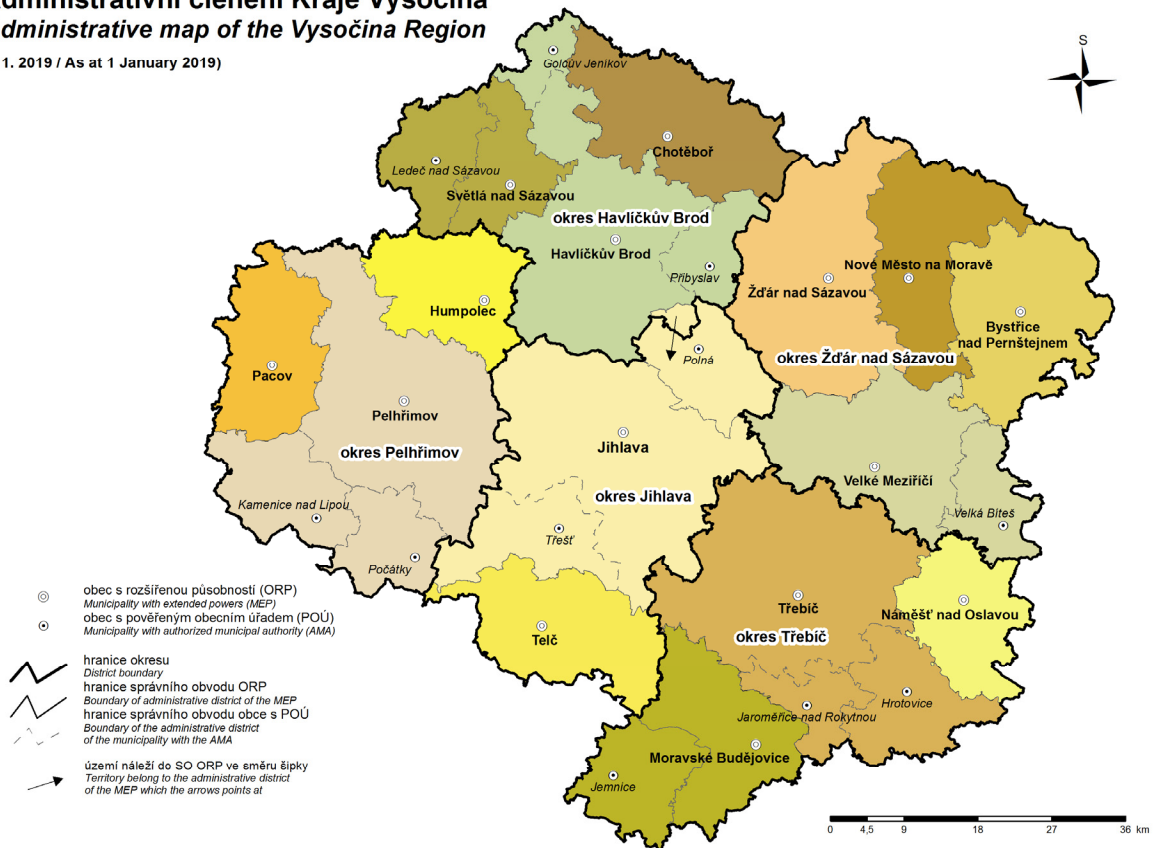 dministrativní členění Kraje Vysočina
dministrative map of the Vysočina Region
1. 2019 / As at 1 January 2019)
S
Golčův Jeníkov
Chotěboř
Ledeč nad Sázavou
Světlá nad Sázavou
okres Havlíčkův Brod
Havlíčkův Brod
Přibyslav
Nové Město na Moravě
Žďár nad Sázavou
Humpolec
Bystřice
nad Pernštejnem
okres Žďár nad Sázavou
Polná
Pacov
Pelhřimov
okres Pelhřimov
Jihlava
okres Jihlava
Velké Meziříčí
Velká Bíteš
Kamenice nad Lipou
Třešť
Počátky
Telč
Třebíč
okres Třebíč
Náměšť nad Oslavou
Hrotovice
Jaroměřice nad Rokytnou
Moravské Budějovice
Jemnice
obec s rozšířenou působností (ORP)
Municipality with extended powers (MEP)
obec s pověřeným obecním úřadem (POÚ)
Municipality with authorized municipal authority (AMA)
hranice okresu
District boundary
hranice správního obvodu ORP
Boundary of administrative district of the MEP
hranice správního obvodu obce s POÚ
Boundary of the administrative district
of the municipality with the AMA
území náleží do SO ORP ve směru šipky
Territory belong to the administrative district
of the MEP which the arrows points at
0 4,5 9 18 27 36 km